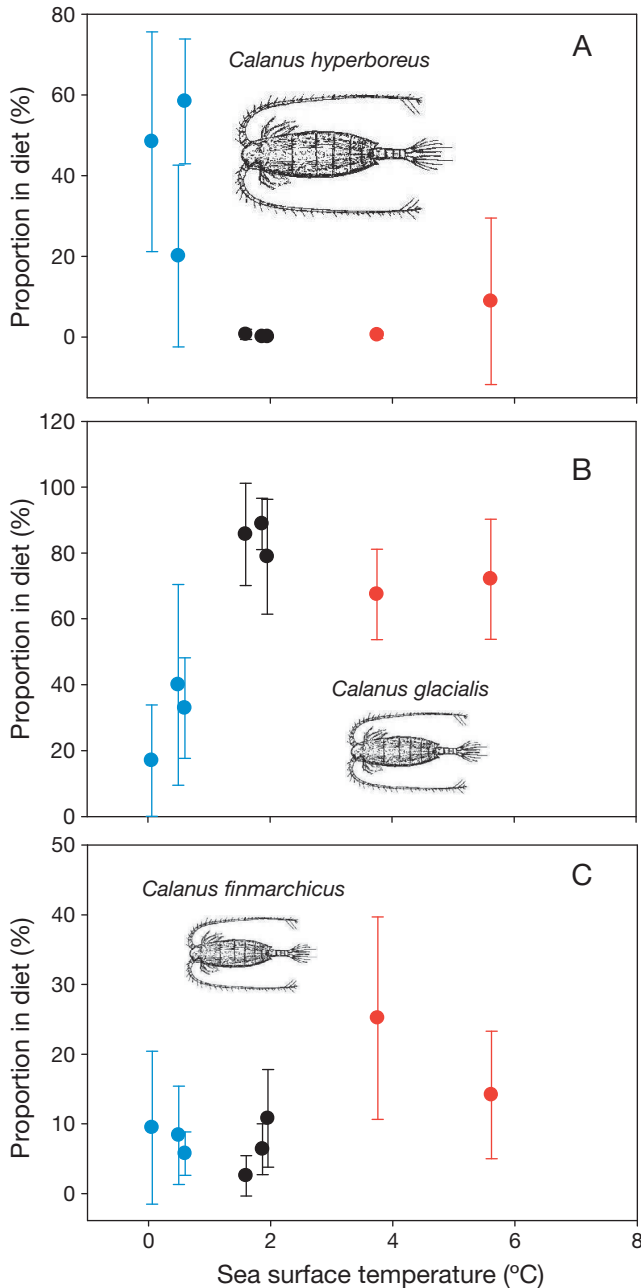 80
60
40
20
0
Proportion in diet (%)
Calanus hyperboreus
A
120
100
80
60
40
20
0
Proportion in diet (%)
B
Calanus glacialis
50
40
30
20
10
0
Proportion in diet (%)
Calanus finmarchicus
C
0 2 4 6 8
Sea surface temperature (ºC)